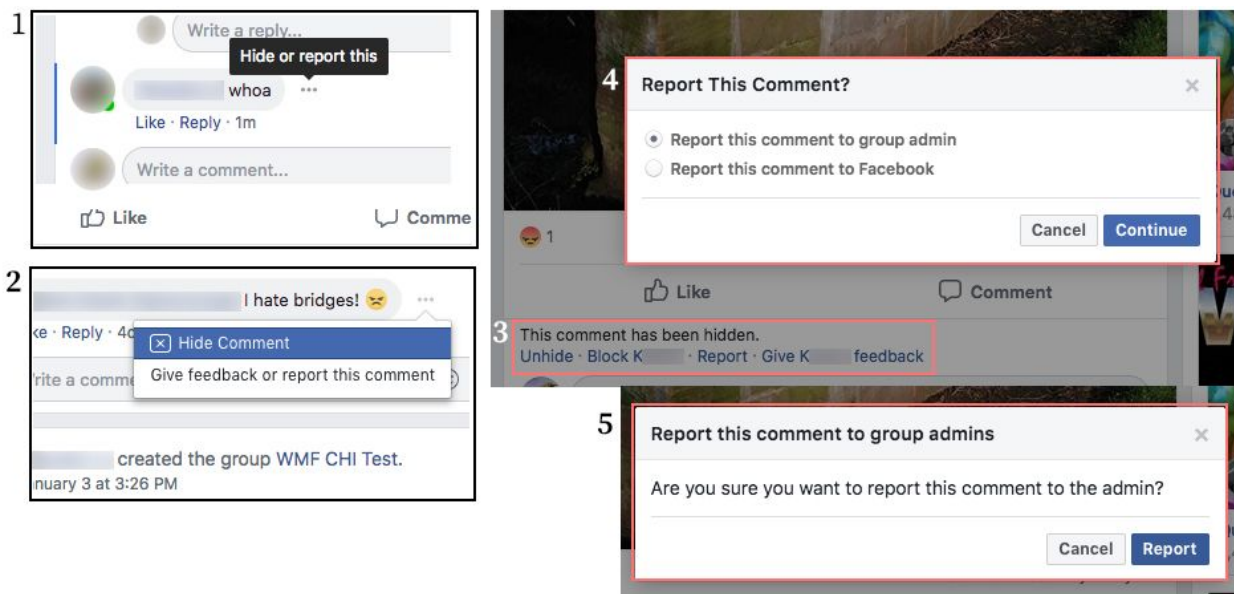 1
Write a reply...
Hide or report this
whoa
Like · Reply · 1m
Write a comment...
Like
Comme
2
I hate bridges! 😠
ke · Reply · 4d
Hide Comment
rite a comme
Give feedback or report this comment
created the group WMF CHI Test.
nuary 3 at 3:26 PM
4
Report This Comment?
Report this comment to group admin
Report this comment to Facebook
Cancel Continue
1
Like Comment
3
This comment has been hidden.
Unhide · Block K · Report · Give K feedback
5
Report this comment to group admins
Are you sure you want to report this comment to the admin?
Cancel Report